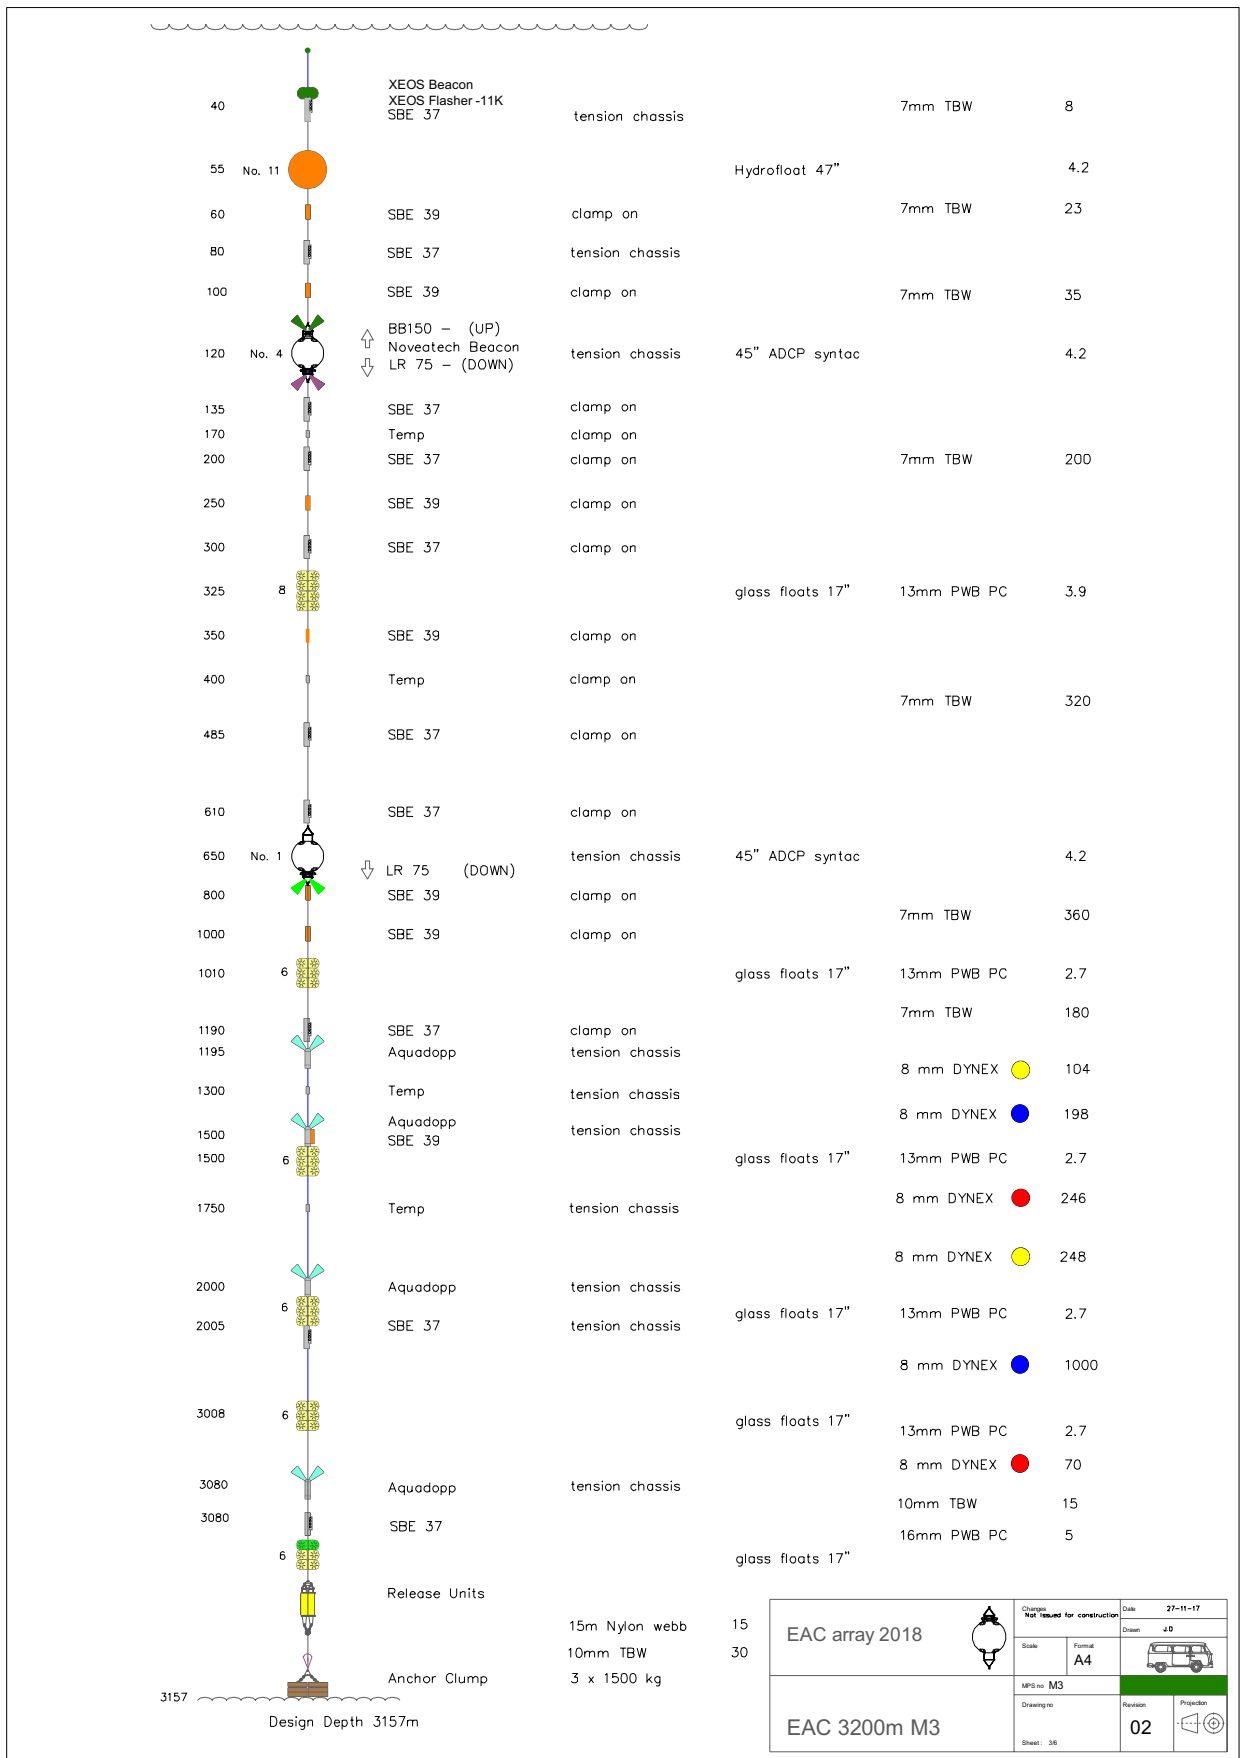 XEOS Beacon
XEOS Flasher -11K
40 SBE 37 tension chassis 7mm TBW 8
55 No. 11 Hydrofloat 47" 4.2
60 SBE 39 clamp on 7mm TBW 23
80 SBE 37 tension chassis
100 SBE 39 clamp on 7mm TBW 35
BB150 - (UP)
Noveatech Beacon
120 No. 4 tension chassis 45" ADCP syntac 4.2
LR 75 - (DOWN)
135 SBE 37 clamp on
170 Temp clamp on
200 SBE 37 clamp on 7mm TBW 200
250 SBE 39 clamp on
300 SBE 37 clamp on
325 8 glass floats 17" 13mm PWB PC 3.9
350 SBE 39 clamp on
400 Temp clamp on
7mm TBW 320
485 SBE 37 clamp on
610 SBE 37 clamp on
650 No. 1 tension chassis 45" ADCP syntac 4.2
LR 75 (DOWN)
800 SBE 39 clamp on
7mm TBW 360
1000 SBE 39 clamp on
1010 6 glass floats 17" 13mm PWB PC 2.7
7mm TBW 180
1190 SBE 37 clamp on
1195 Aquadopp tension chassis
8 mm DYNEX 104
1300 Temp tension chassis
8 mm DYNEX 198
Aquadopp
1500 SBE 39 tension chassis
1500 6 glass floats 17" 13mm PWB PC 2.7
8 mm DYNEX 246
1750 Temp tension chassis
8 mm DYNEX 248
2000 Aquadopp tension chassis
6 glass floats 17" 13mm PWB PC 2.7
2005 SBE 37 tension chassis
8 mm DYNEX 1000
3008 6 glass floats 17"
13mm PWB PC 2.7
8 mm DYNEX 70
3080 Aquadopp tension chassis
10mm TBW 15
3080 SBE 37
16mm PWB PC 5
6 glass floats 17"
Release Units
15m Nylon webb 15
10mm TBW 30
Anchor Clump 3 x 1500 kg
3157
Design Depth 3157m
EAC array 2018
EAC 3200m M3
Changes
Not Issued for construction
Date 27-11-17
Drawn J.D
Scale
Format
A4
MPS no M3
Drawing no
Revision
02
Projection
Sheet: 3/6